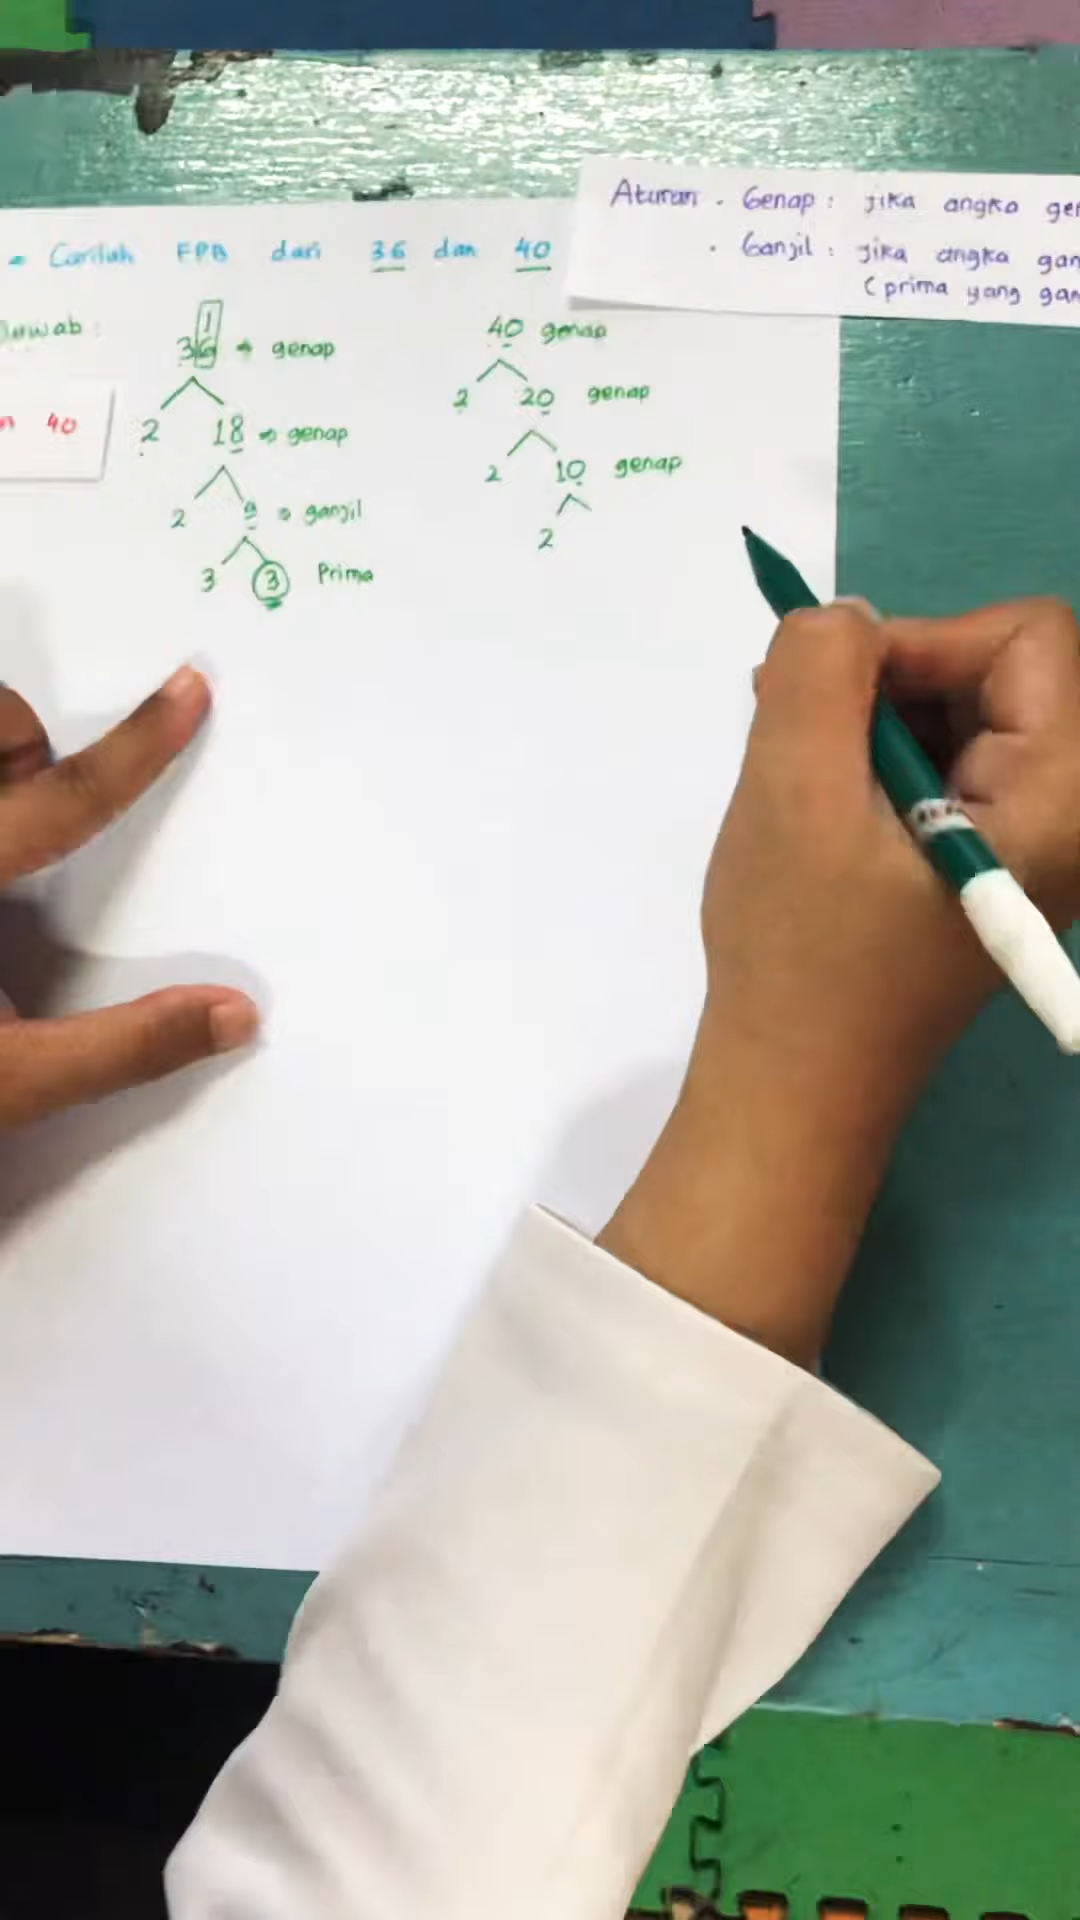 Aturan . Genap : jika angka ge
. Ganjil : jika angka gan
(prima yang gan
Carilah FPB dari 36 dan 40
Jawab :
40
36 → genap
2 18 → genap
2 9 → ganjil
3 3 Prima
40 genap
2 20 genap
2 10 genap
2